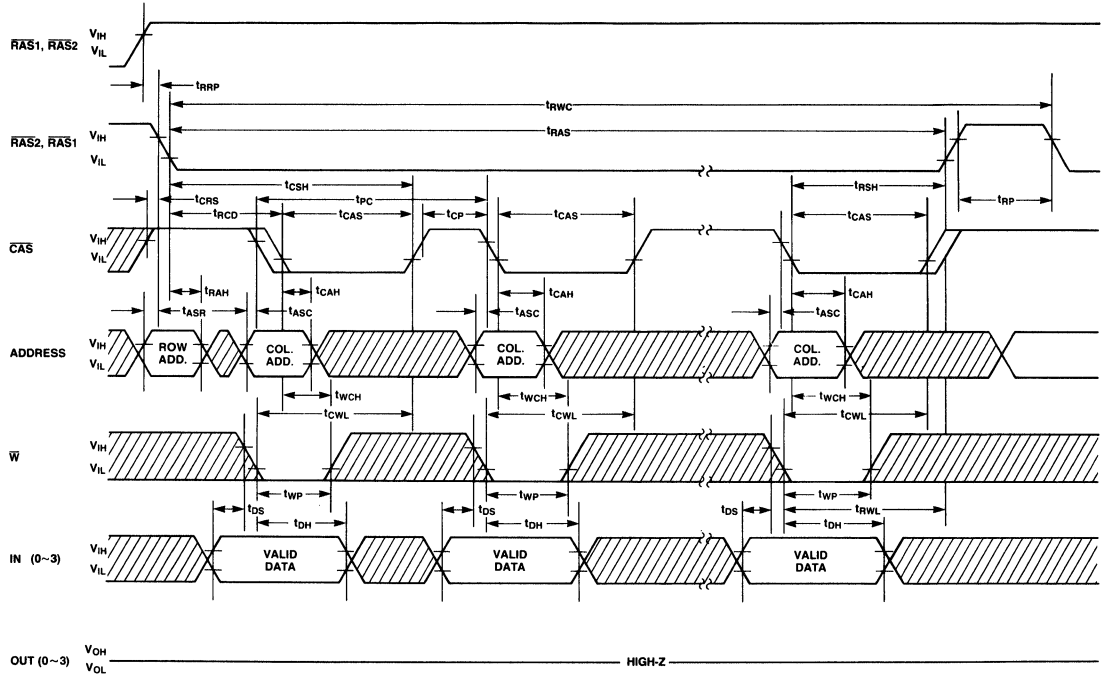 RAS1, RAS2 VIH
VIL
tRRP
tRWC
tRAS
RAS2, RAS1 VIH
VIL
tCSH tRSH
tCRS tPC tRP
tRCD tCAS tCP tCAS tCAS
CAS VIH
VIL
tRAH tCAH tCAH tCAH
tASR tASC tASC tASC
ADDRESS VIH
VIL
ROW ADD.
COL. ADD.
COL. ADD.
COL. ADD.
tWCH tWCH tWCH
tCWL tCWL tCWL
W VIH
VIL
tWP tWP tWP
tDS tDS tDS tRWL
tDH tDH tDH
IN (0~3) VIH
VIL
VALID DATA
VALID DATA
VALID DATA
OUT (0~3) VOH
VOL
HIGH-Z